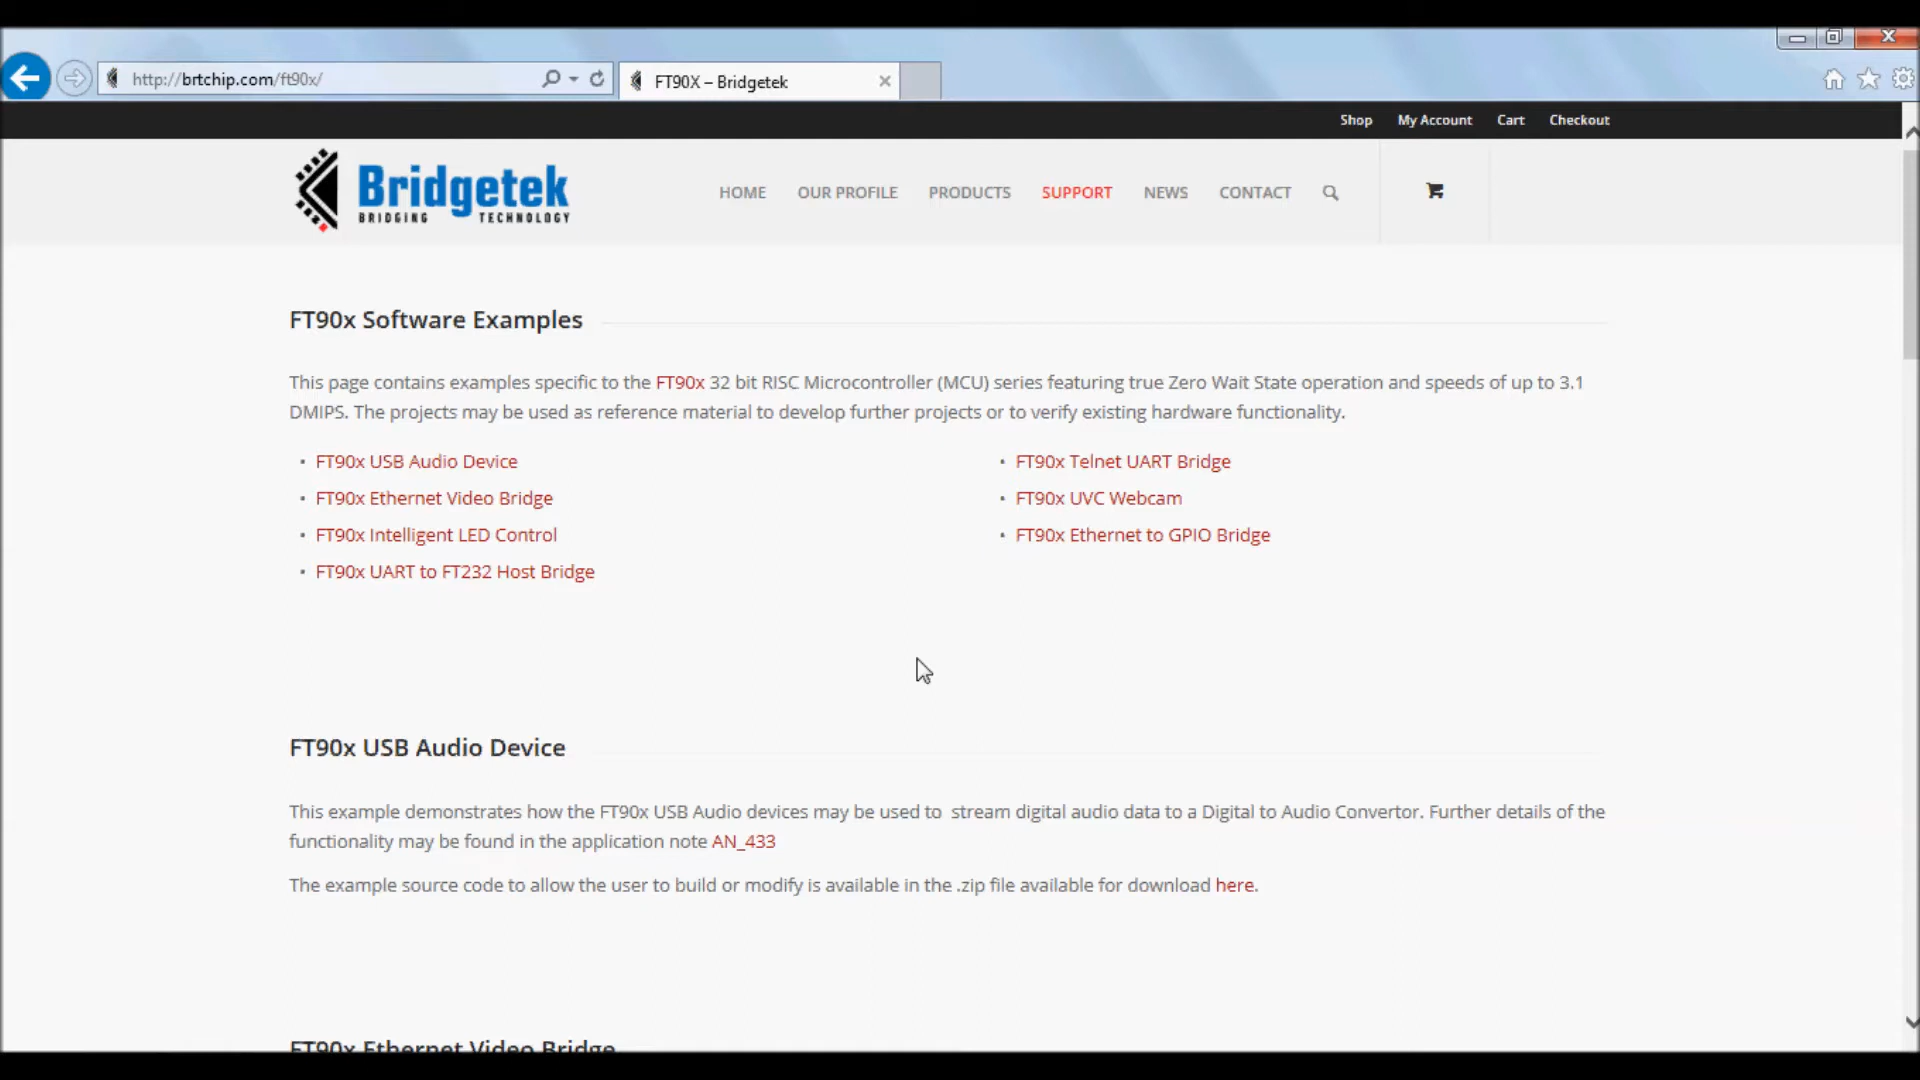 http://brtchip.com/ft90x/
FT90X – Bridgetek
Shop My Account Cart Checkout
Bridgetek
BRIDGING TECHNOLOGY
HOME OUR PROFILE PRODUCTS SUPPORT NEWS CONTACT
FT90x Software Examples
This page contains examples specific to the FT90x 32 bit RISC Microcontroller (MCU) series featuring true Zero Wait State operation and speeds of up to 3.1
DMIPS. The projects may be used as reference material to develop further projects or to verify existing hardware functionality.
• FT90x USB Audio Device
• FT90x Ethernet Video Bridge
• FT90x Intelligent LED Control
• FT90x UART to FT232 Host Bridge
• FT90x Telnet UART Bridge
• FT90x UVC Webcam
• FT90x Ethernet to GPIO Bridge
FT90x USB Audio Device
This example demonstrates how the FT90x USB Audio devices may be used to stream digital audio data to a Digital to Audio Convertor. Further details of the
functionality may be found in the application note AN_433
The example source code to allow the user to build or modify is available in the .zip file available for download here.
FT90x Ethernet Video Bridge